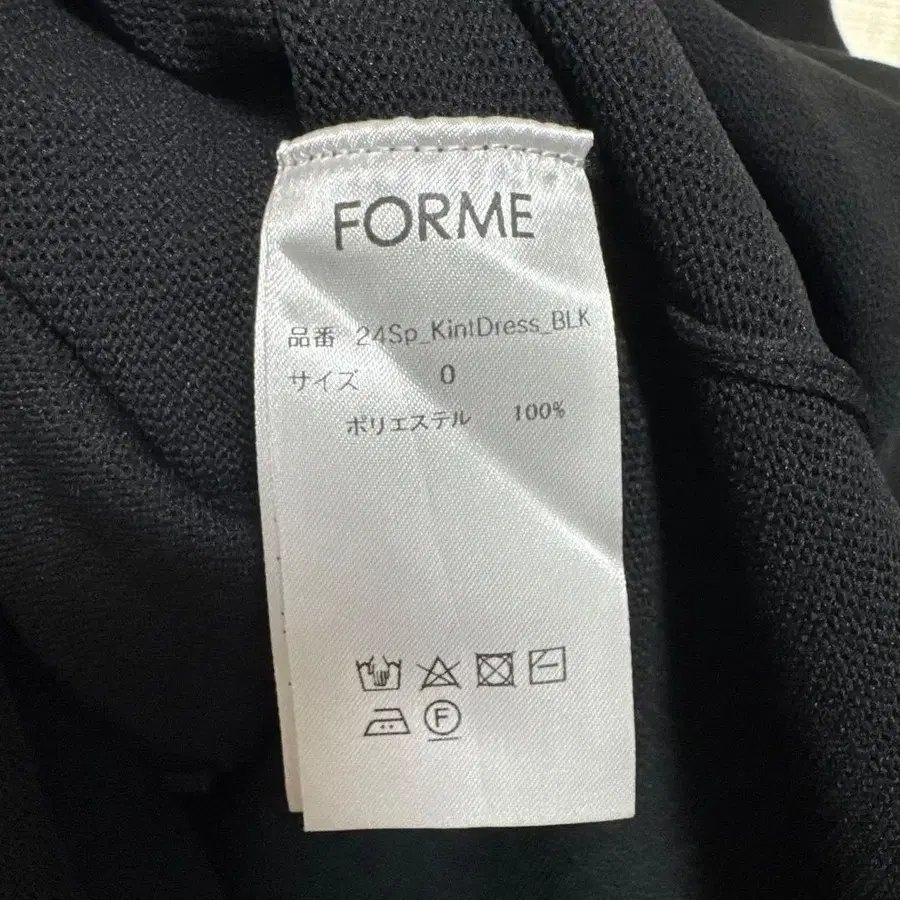 FORME
品番 24Sp_KintDress_BLK
サイズ 0
ポリエステル 100%
F